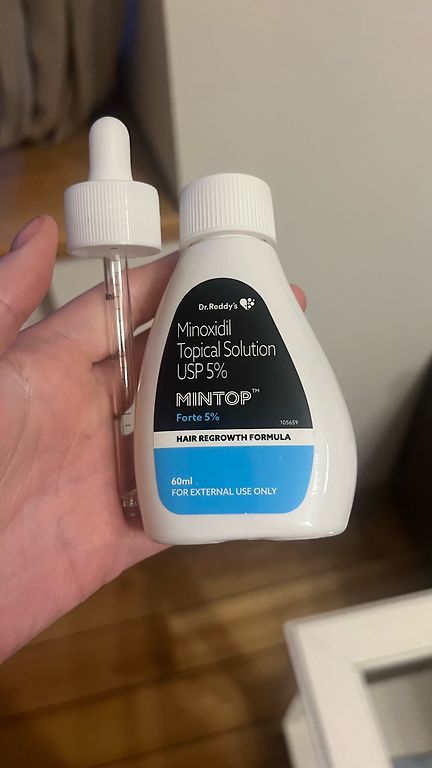 Dr.Reddy's
Minoxidil
Topical Solution
USP 5%
MINTOP™
Forte 5%
105659
HAIR REGROWTH FORMULA
60ml
FOR EXTERNAL USE ONLY